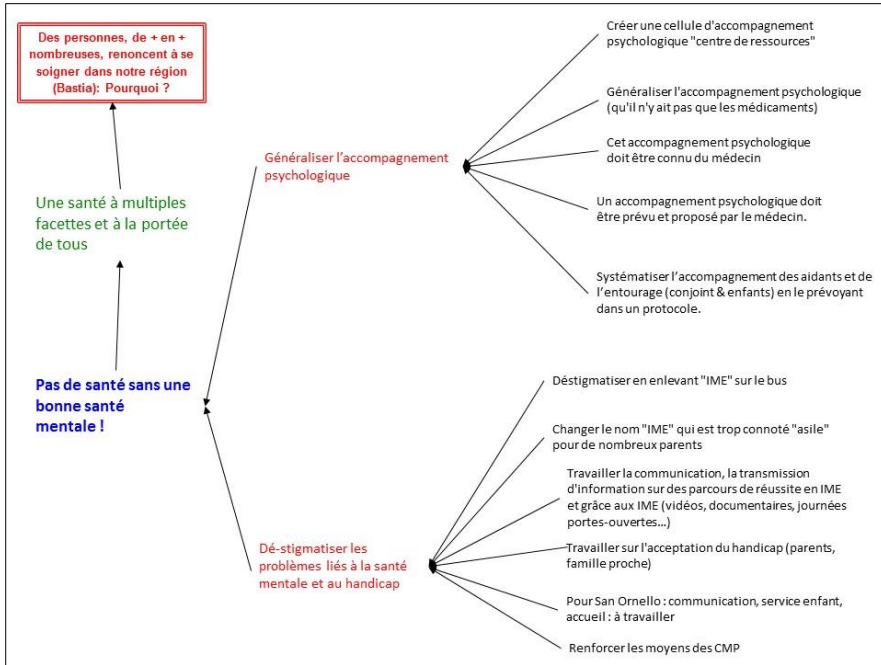 Des personnes, de + en +
nombreuses, renoncent à se
soigner dans notre région
(Bastia): Pourquoi ?
Une santé à multiples
facettes et à la portée
de tous
Pas de santé sans une
bonne santé
mentale !
Généraliser l'accompagnement
psychologique
Créer une cellule d'accompagnement
psychologique "centre de ressources"
Généraliser l'accompagnement psychologique
(qu'il n'y ait pas que les médicaments)
Cet accompagnement psychologique
doit être connu du médecin
Un accompagnement psychologique doit
être prévu et proposé par le médecin.
Systématiser l'accompagnement des aidants et de
l'entourage (conjoint & enfants) en le prévoyant
dans un protocole.
Dé-stigmatiser les
problèmes liés à la santé
mentale et au handicap
Déstigmatiser en enlevant "IME" sur le bus
Changer le nom "IME" qui est trop connoté "asile"
pour de nombreux parents
Travailler la communication, la transmission
d'information sur des parcours de réussite en IME
et grâce aux IME (vidéos, documentaires, journées
portes-ouvertes...)
Travailler sur l'acceptation du handicap (parents,
famille proche)
Pour San Ornello : communication, service enfant,
accueil : à travailler
Renforcer les moyens des CMP